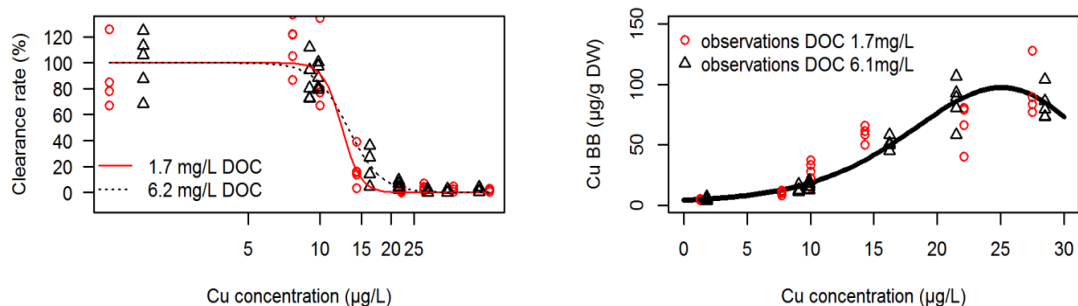 120
100
80
60
40
20
0
Clearance rate (%)
1.7 mg/L DOC
6.2 mg/L DOC
5
10
15
20
25
Cu concentration (µg/L)
150
100
50
0
Cu BB (µg/g DW)
observations DOC 1.7mg/L
observations DOC 6.1mg/L
0
5
10
15
20
25
30
Cu concentration (µg/L)